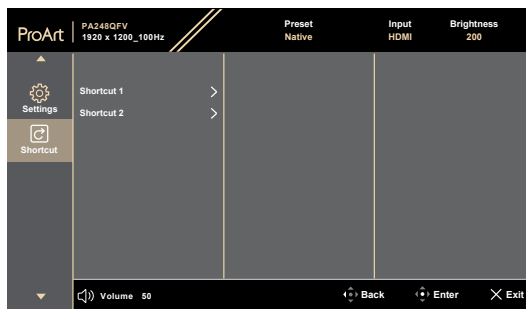 ProArt
PA248QFV
1920 x 1200_100Hz
Preset
Native
Input
HDMI
Brightness
200
Settings
Shortcut
Shortcut 1
Shortcut 2
Volume 50
Back
Enter
Exit